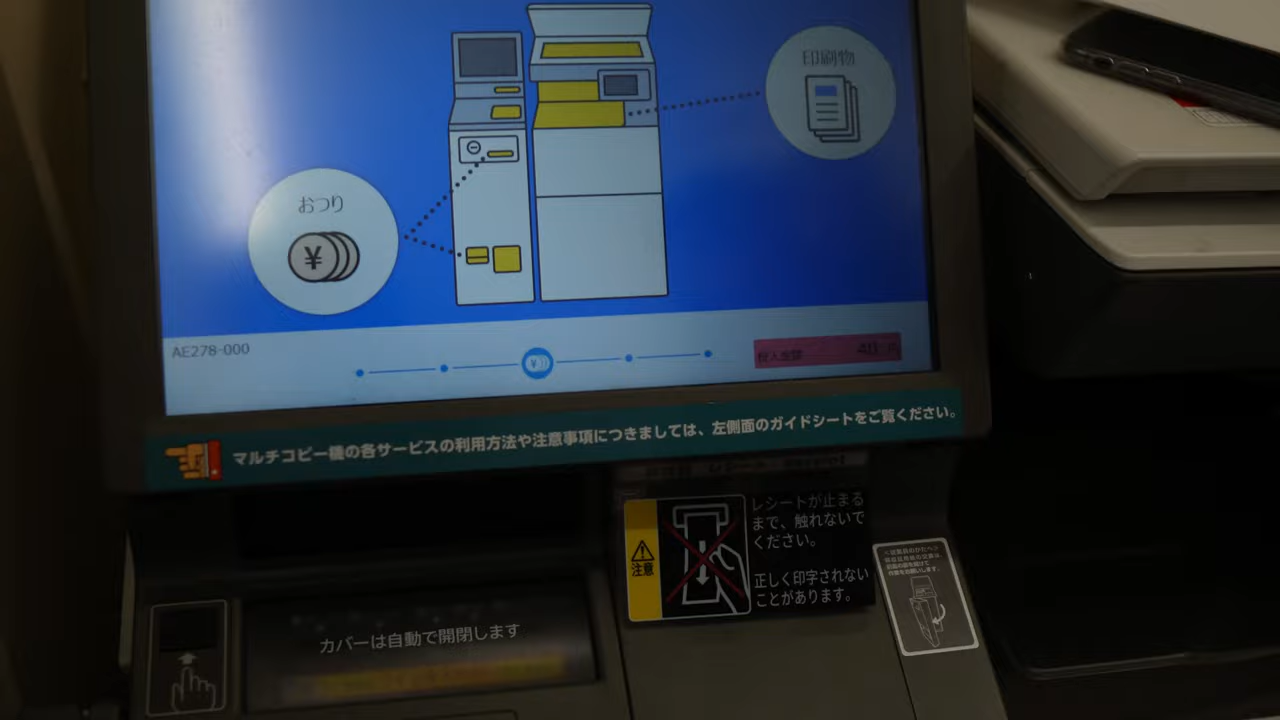 印刷物
おつり
¥
AE278-000
¥
投入金額
マルチコピー機の各サービスの利用方法や注意事項につきましては、左側面のガイドシートをご覧ください。
注意
レシートが止まる
まで、触れないで
ください。
正しく印字されない
ことがあります。
カバーは自動で開閉します